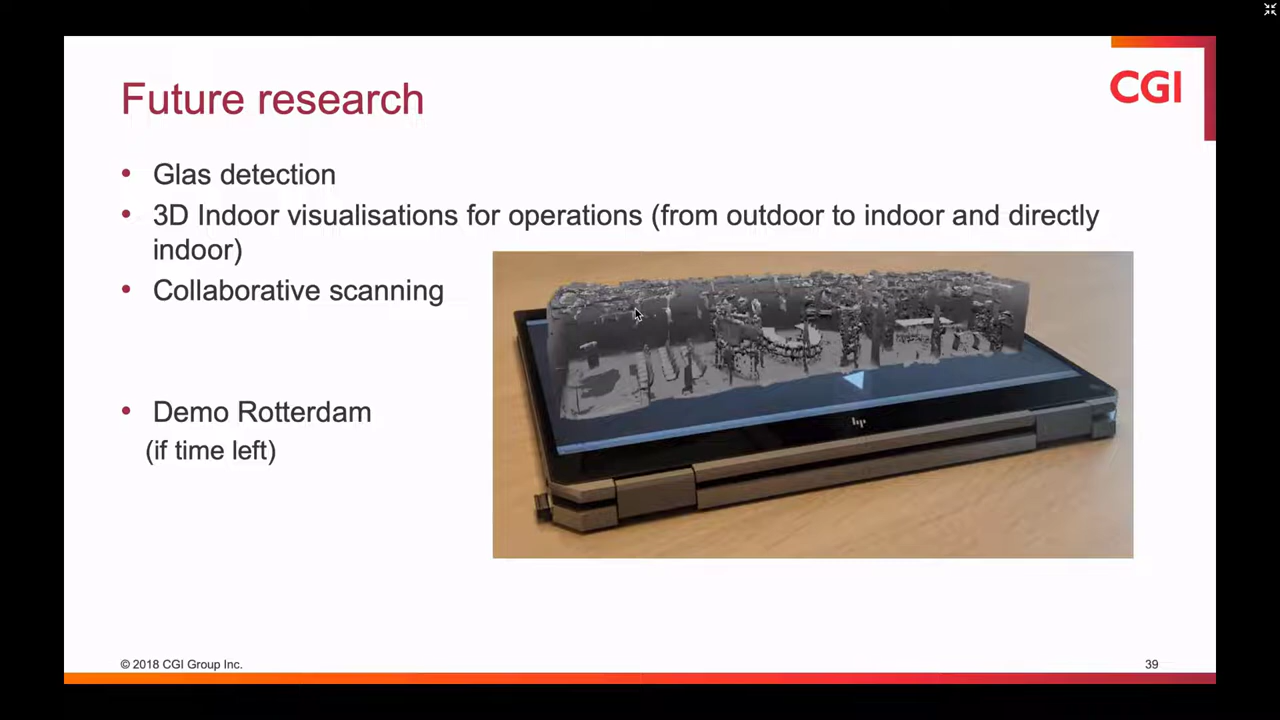 CGI
Future research
• Glas detection
• 3D Indoor visualisations for operations (from outdoor to indoor and directly
indoor)
• Collaborative scanning
hp
• Demo Rotterdam
(if time left)
© 2018 CGI Group Inc.
39